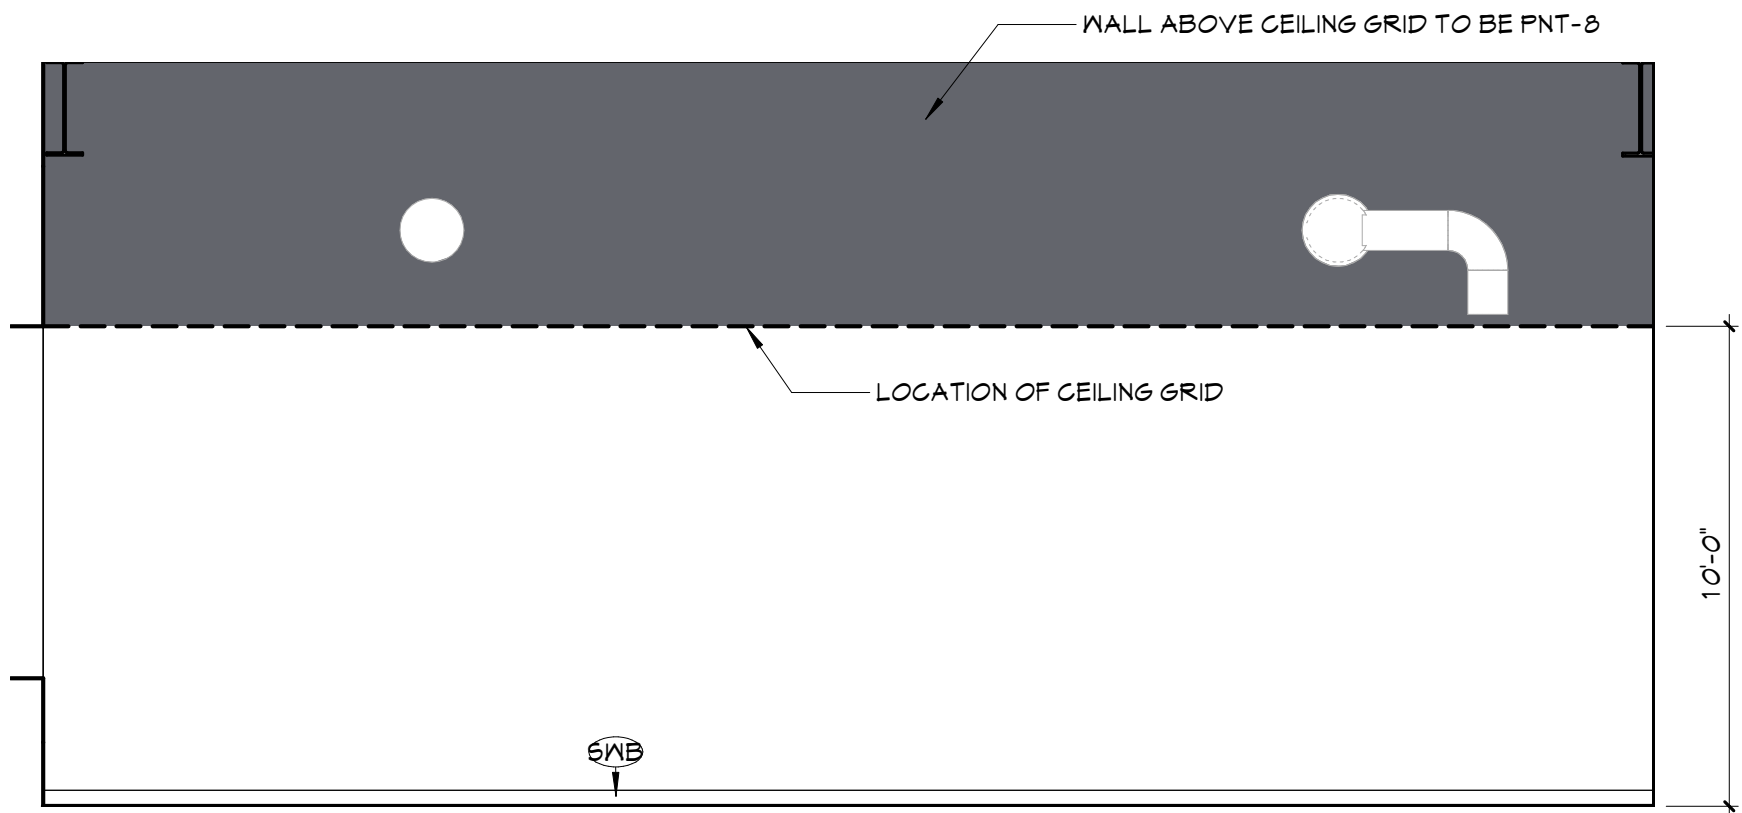 WALL ABOVE CEILING GRID TO BE PNT-8
LOCATION OF CEILING GRID
10'-0"
SWB